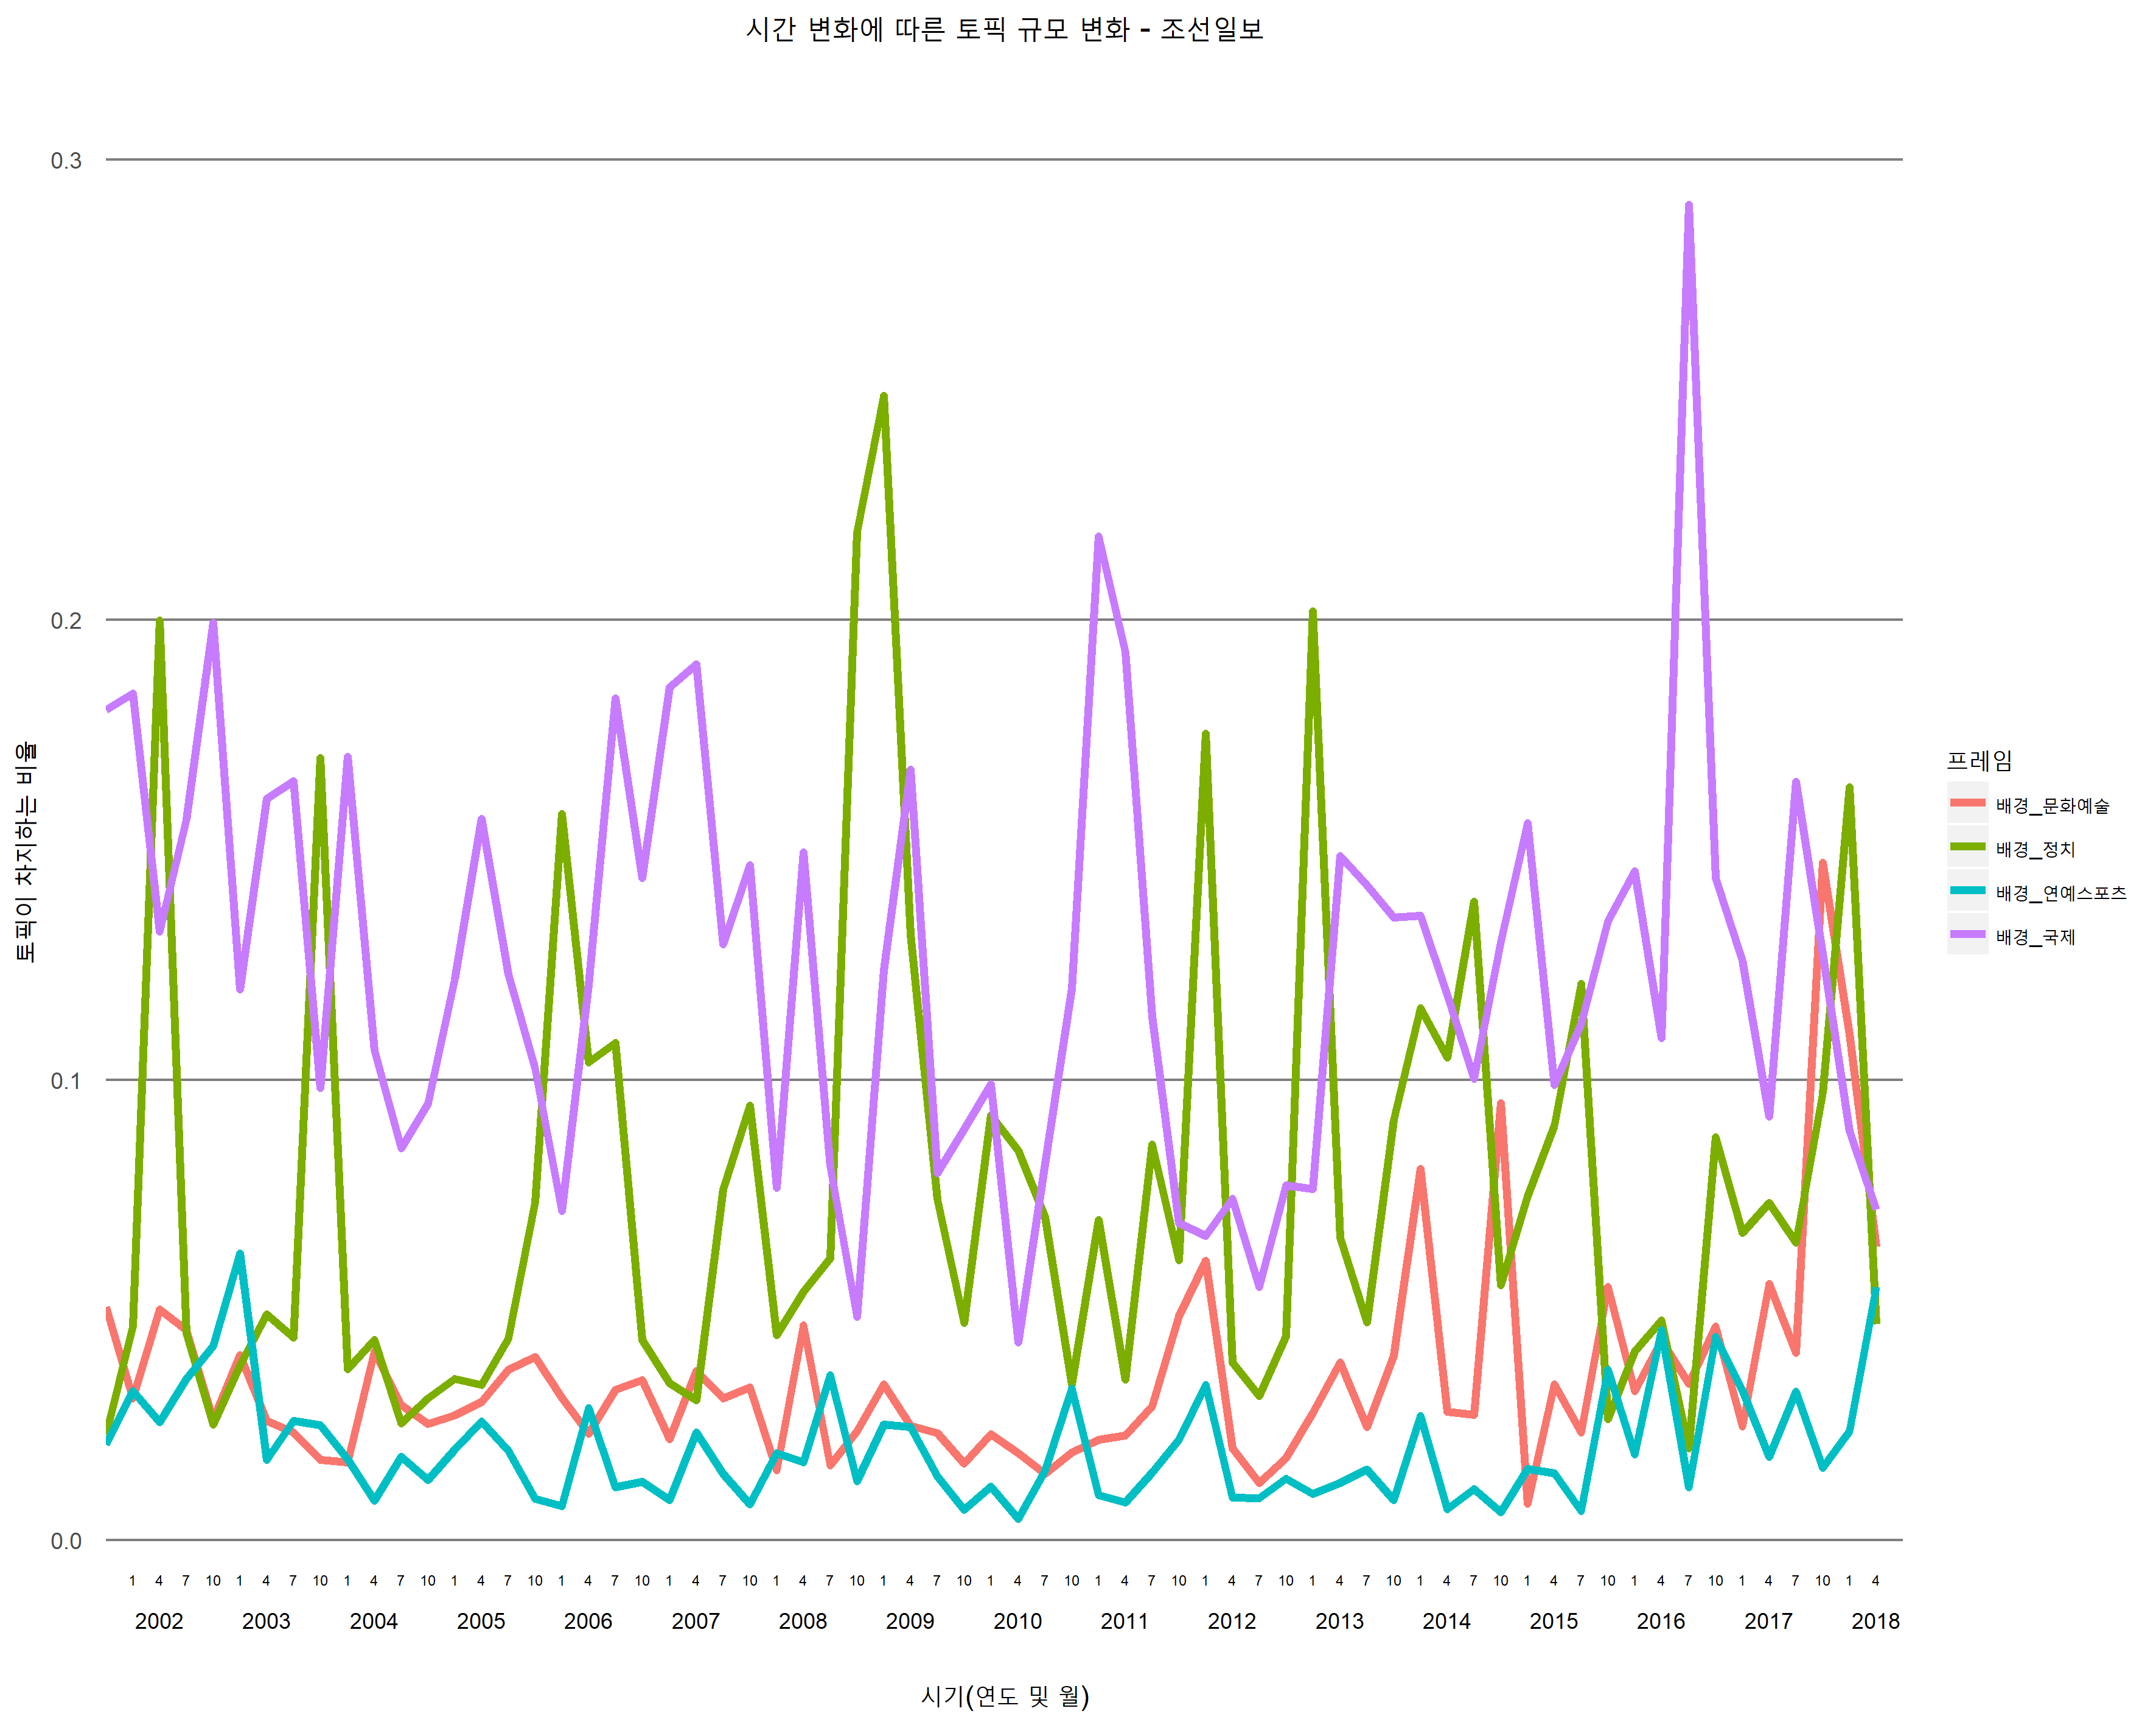 시간 변화에 따른 토픽 규모 변화 - 조선일보
0.3
0.2
0.1
0.0
토픽이 차지하는 비율
1 4 7 10 1 4 7 10 1 4 7 10 1 4 7 10 1 4 7 10 1 4 7 10 1 4 7 10 1 4 7 10 1 4 7 10 1 4 7 10 1 4 7 10 1 4 7 10 1 4 7 10 1 4 7 10 1 4 7 10 1 4 7 10 1 4
2002 2003 2004 2005 2006 2007 2008 2009 2010 2011 2012 2013 2014 2015 2016 2017 2018
시기(연도 및 월)
프레임
배경_문화예술
배경_정치
배경_연예스포츠
배경_국제